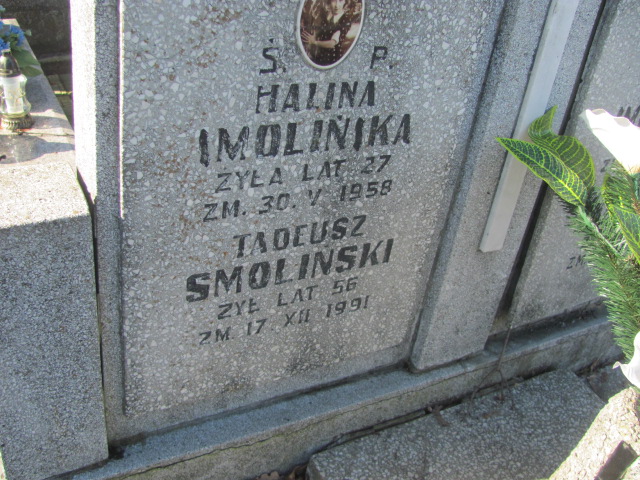 Ś. P.
HALINA
IMOLIŃIKA
ŻYŁA LAT 27
ZM. 30. V 1958
TADEUSZ
SMOLIŃSKI
ŻYŁ LAT 56
ZM 17 XII 1991